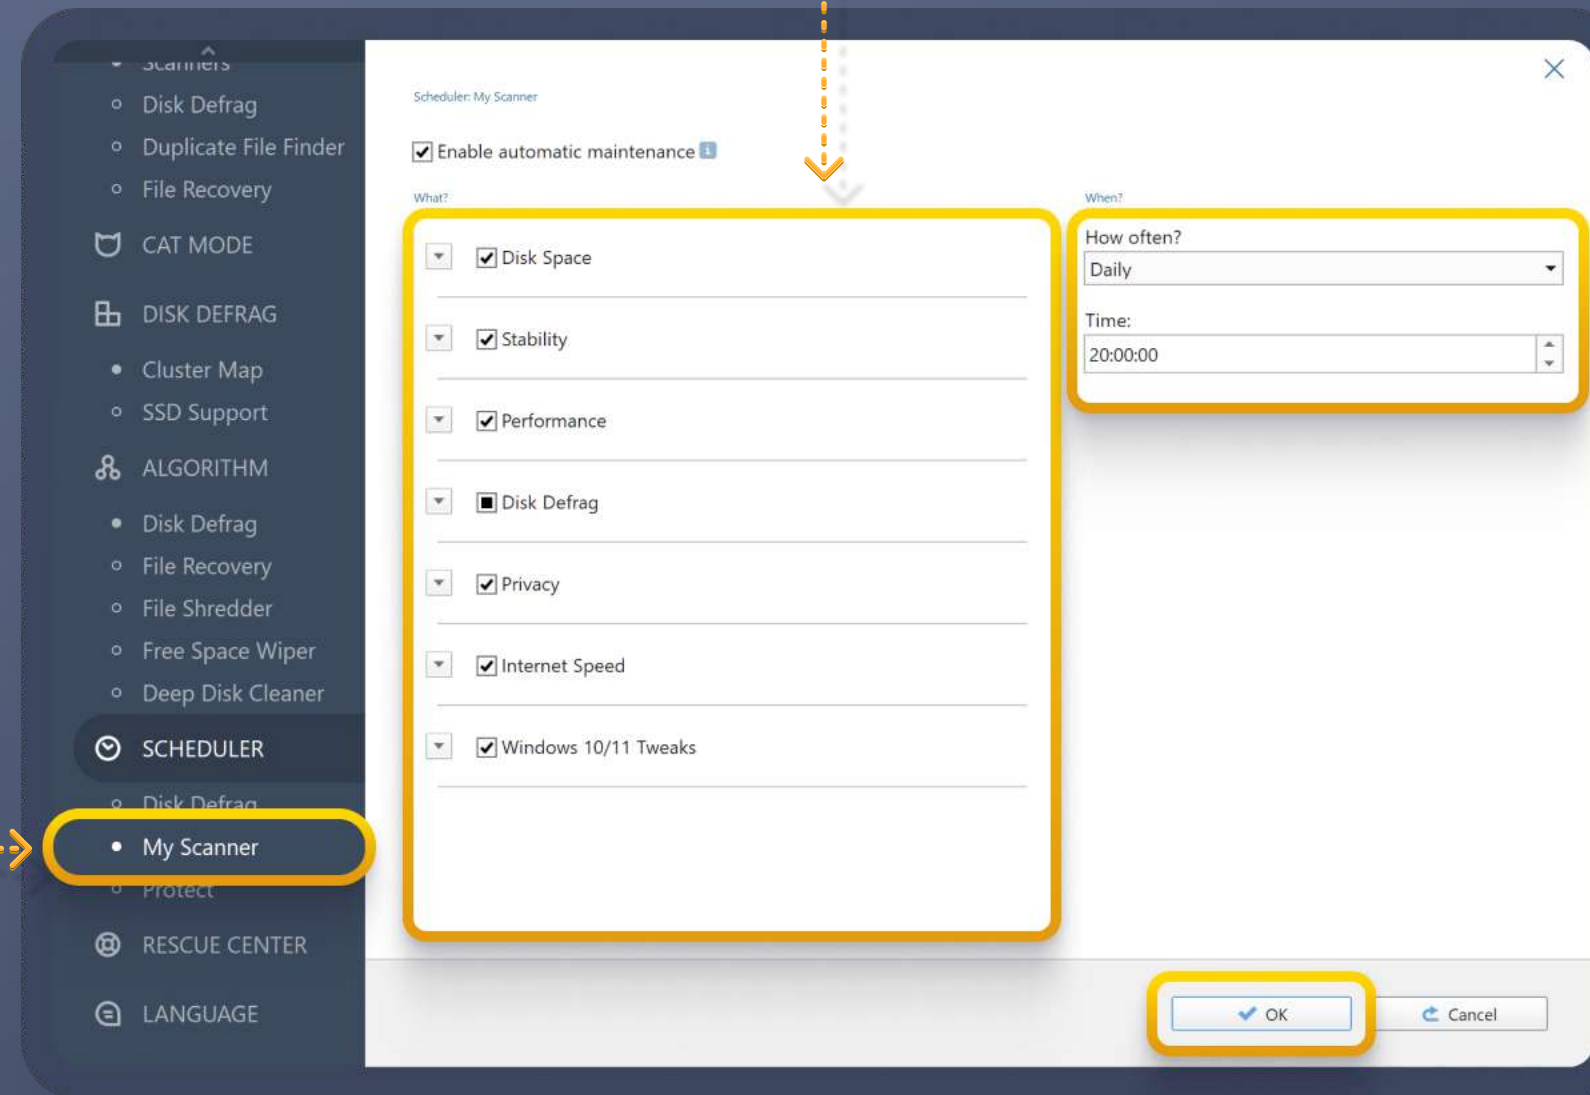 Scanners
Disk Defrag
Duplicate File Finder
File Recovery
CAT MODE
DISK DEFRAG
Cluster Map
SSD Support
ALGORITHM
Disk Defrag
File Recovery
File Shredder
Free Space Wiper
Deep Disk Cleaner
SCHEDULER
Disk Defrag
My Scanner
Protect
RESCUE CENTER
LANGUAGE
Scheduler: My Scanner
Enable automatic maintenance
What?
Disk Space
Stability
Performance
Disk Defrag
Privacy
Internet Speed
Windows 10/11 Tweaks
When?
How often?
Daily
Time:
20:00:00
OK
Cancel